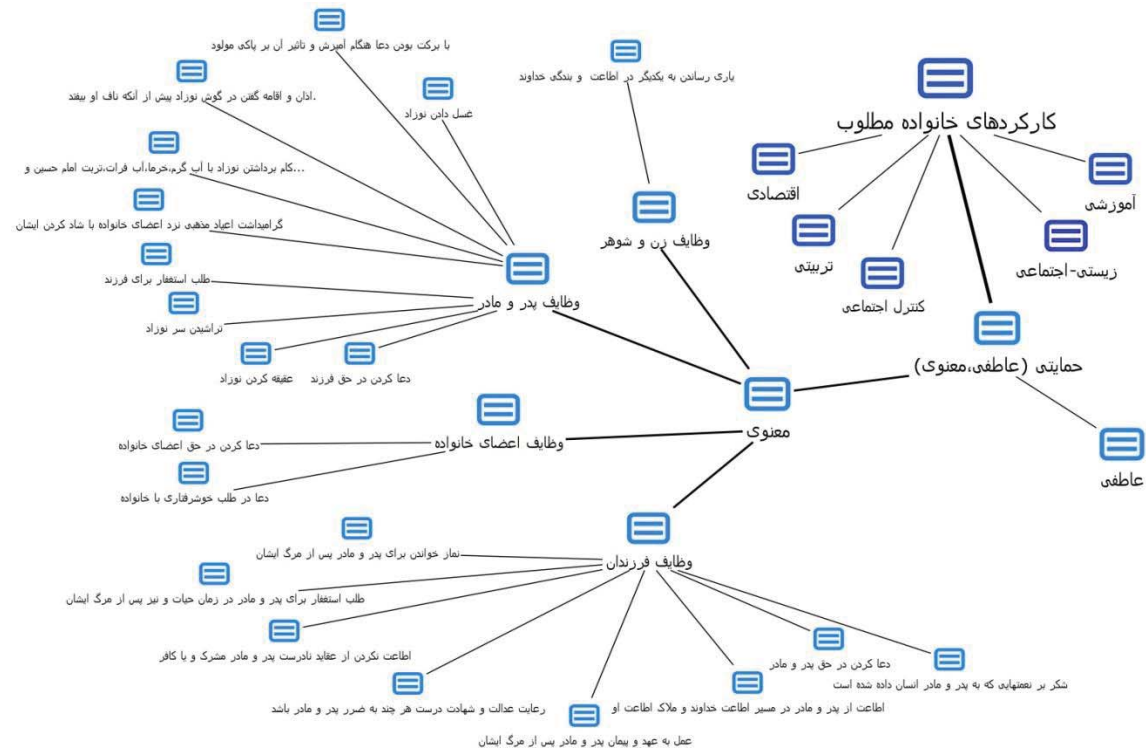 کارکردهای خانواده مطلوب
آموزشی
زیستی-اجتماعی
کنترل اجتماعی
تربیتی
اقتصادی
حمایتی (عاطفی،معنوی)
عاطفی
معنوی
وظایف زن و شوهر
یاری رساندن به یکدیگر در اطاعت و بندگی خداوند
وظایف پدر و مادر
با برکت بودن دعا هنگام آمیزش و تاثیر آن بر پاکی مولود
غسل دادن نوزاد
اذان و اقامه گفتن در گوش نوزاد پیش از آنکه ناف او بیفتد.
کام برداشتن نوزاد با آب گرم،خرما،آب فرات،تربت امام حسین و...
گرامیداشت اعیاد مذهبی نزد اعضای خانواده با شاد کردن ایشان
طلب استغفار برای فرزند
تراشیدن سر نوزاد
عقیقه کردن نوزاد
دعا کردن در حق فرزند
وظایف اعضای خانواده
دعا کردن در حق اعضای خانواده
دعا در طلب خوشرفتاری با خانواده
وظایف فرزندان
نماز خواندن برای پدر و مادر پس از مرگ ایشان
طلب استغفار برای پدر و مادر در زمان حیات و نیز پس از مرگ ایشان
اطاعت نکردن از عقاید نادرست پدر و مادر مشرک و یا کافر
رعایت عدالت و شهادت درست هر چند به ضرر پدر و مادر باشد
عمل به عهد و پیمان پدر و مادر پس از مرگ ایشان
اطاعت از پدر و مادر در مسیر اطاعت خداوند و ملاک اطاعت او
دعا کردن در حق پدر و مادر
شکر بر نعمتهایی که به پدر و مادر انسان داده شده است